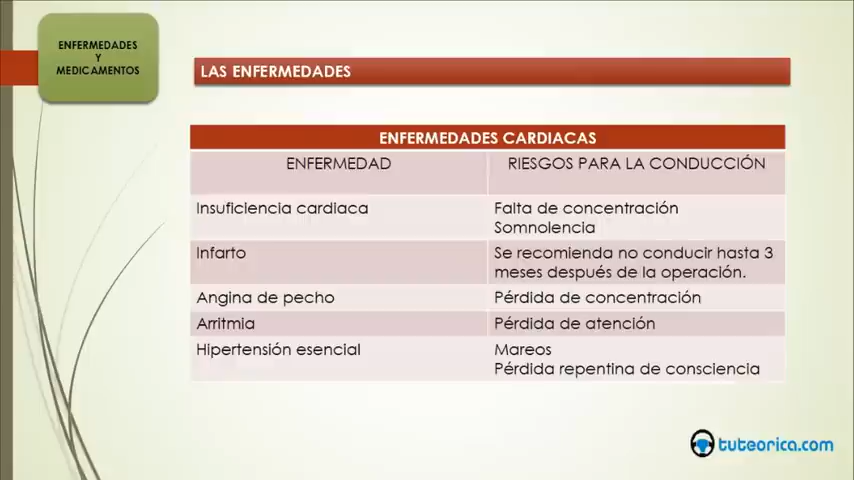 ENFERMEDADES
Y
MEDICAMENTOS
LAS ENFERMEDADES
ENFERMEDADES CARDIACAS
ENFERMEDAD
RIESGOS PARA LA CONDUCCIÓN
Insuficiencia cardiaca
Falta de concentración
Somnolencia
Infarto
Se recomienda no conducir hasta 3
meses después de la operación.
Angina de pecho
Pérdida de concentración
Arritmia
Pérdida de atención
Hipertensión esencial
Mareos
Pérdida repentina de consciencia
tuteorica.com